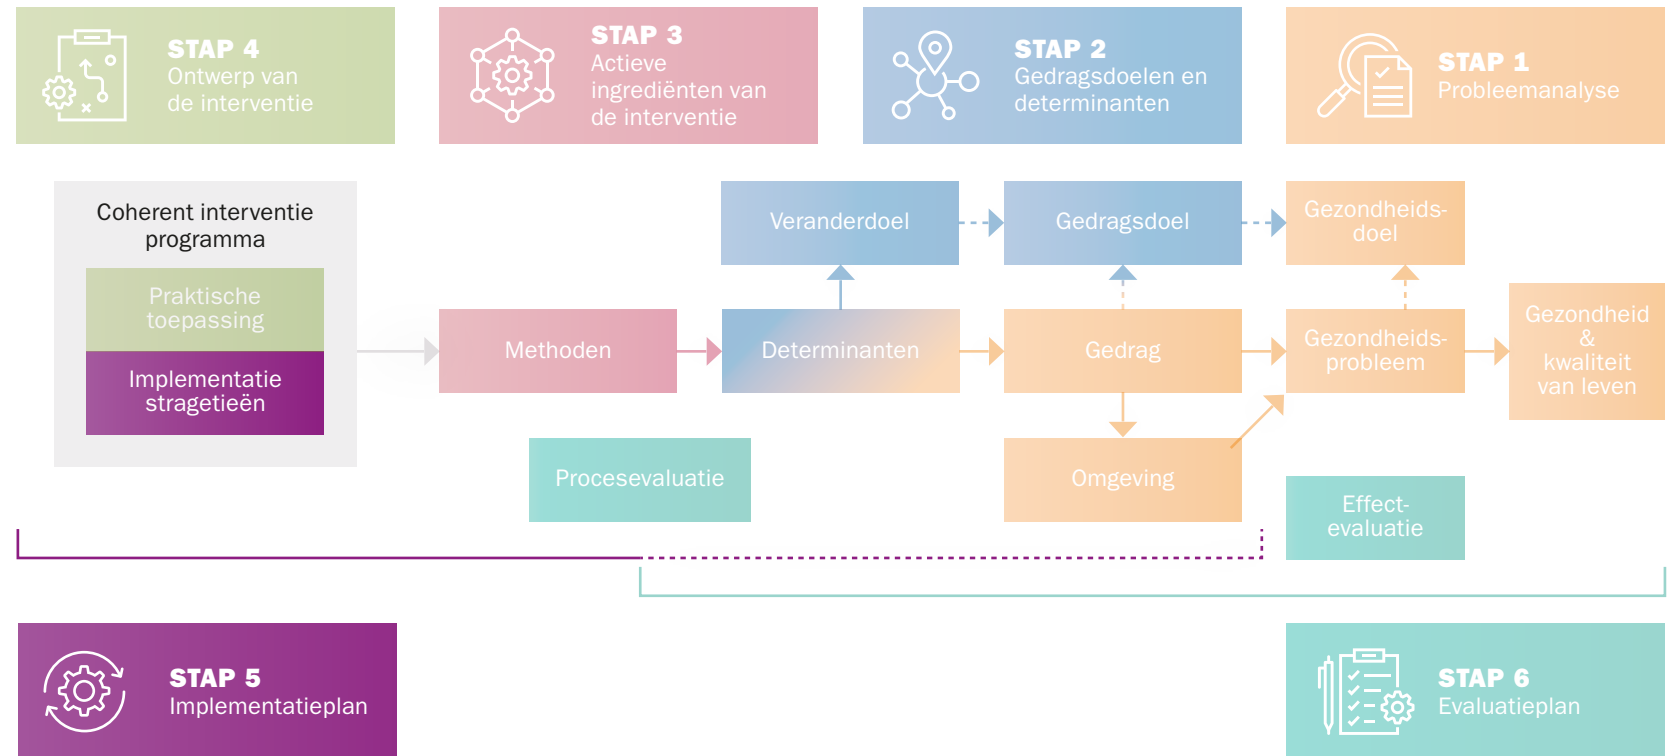 STAP 4
Ontwerp van
de interventie
STAP 3
Actieve
ingrediënten van
de interventie
STAP 2
Gedragsdoelen en
determinanten
STAP 1
Probleemanalyse
Coherent interventie
programma
Praktische
toepassing
Implementatie
stragetieën
Veranderdoel
Gedragsdoel
Gezondheids-
doel
Methoden
Determinanten
Gedrag
Gezondheids-
probleem
Gezondheid
&
kwaliteit
van leven
Procesevaluatie
Omgeving
Effect-
evaluatie
STAP 5
Implementatieplan
STAP 6
Evaluatieplan